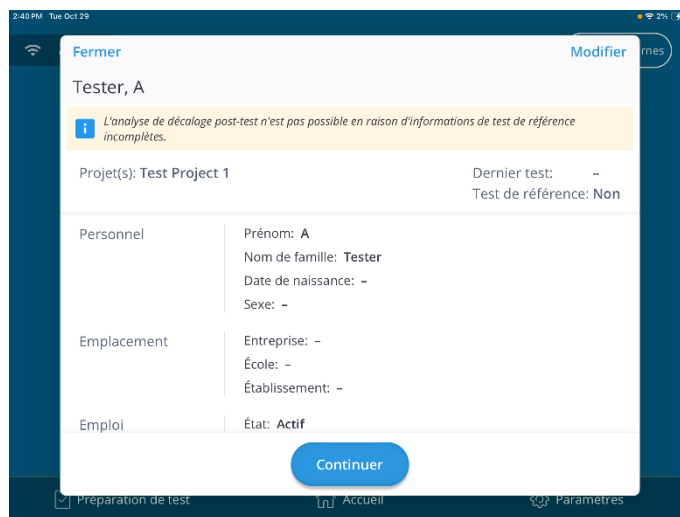 2:40 PM Tue Oct 29
2%
Fermer
Modifier
rnes
Tester, A
L'analyse de décalage post-test n'est pas possible en raison d'informations de test de référence
incomplètes.
Projet(s): Test Project 1
Dernier test: –
Test de référence: Non
Personnel
Prénom: A
Nom de famille: Tester
Date de naissance: –
Sexe: –
Emplacement
Entreprise: –
École: –
Établissement: –
Emploi
État: Actif
Continuer
Préparation de test
Accueil
Paramètres